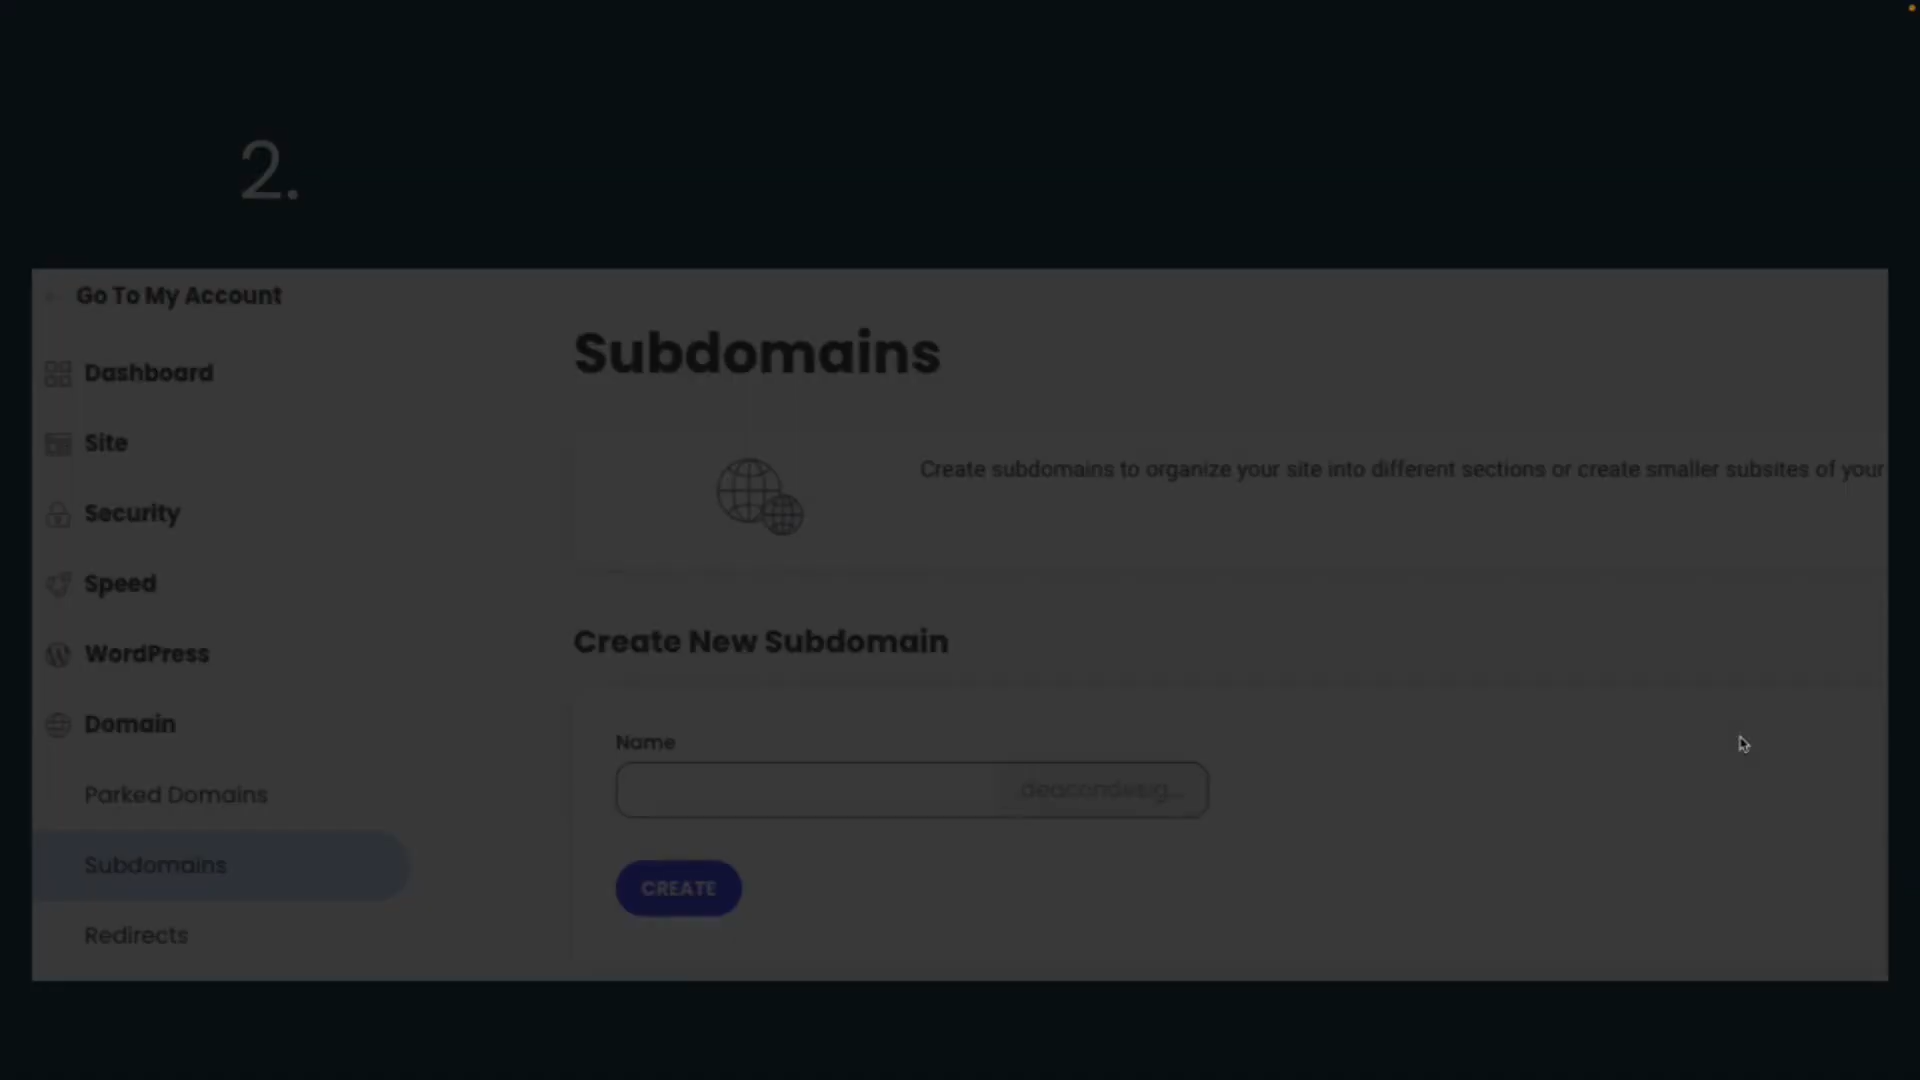 2.
Go To My Account
Dashboard
Site
Security
Speed
WordPress
Domain
Parked Domains
Subdomains
Redirects
Subdomains
Create subdomains to organize your site into different sections or create smaller subsites of your
Create New Subdomain
Name
.deacondesig...
CREATE